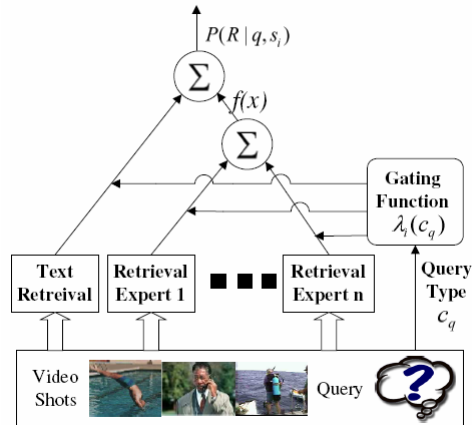 P(R | q, s_i)
Σ
f(x)
Σ
Gating
Function
λ_i(c_q)
Text
Retreival
Retrieval
Expert 1
Retrieval
Expert n
Query
Type
c_q
Video
Shots
Query
?